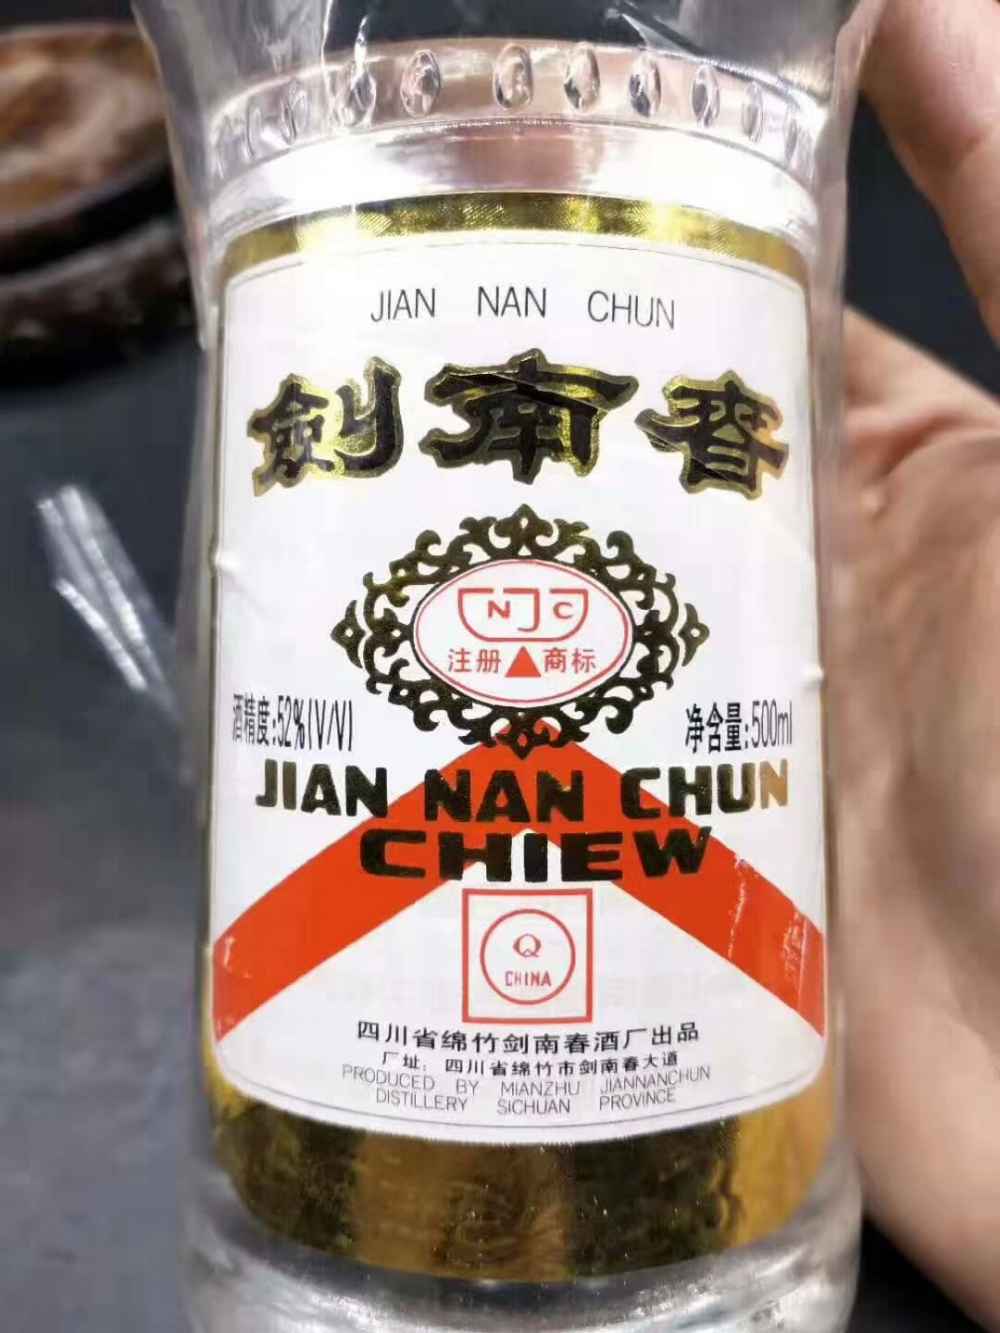 JIAN NAN CHUN
劍南春
NJC
注册 商标
酒精度:52%(V/V)
净含量:500ml
JIAN NAN CHUN
CHIEW
Q
CHINA
四川省绵竹剑南春酒厂出品
厂址: 四川省绵竹市剑南春大道
PRODUCED BY MIANZHU JIANNANCHUN
DISTILLERY SICHUAN PROVINCE